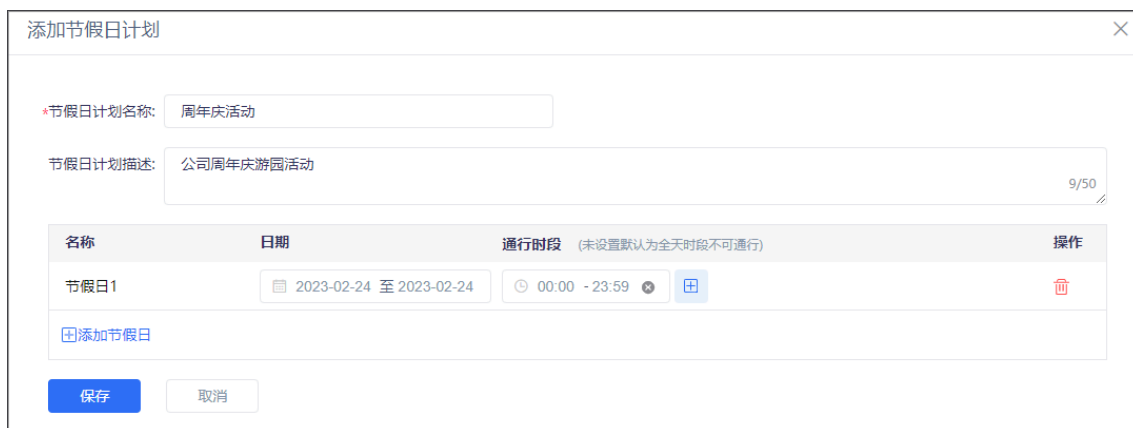 添加节假日计划
*节假日计划名称: 周年庆活动
节假日计划描述: 公司周年庆游园活动
9/50
名称 日期 通行时段 (未设置默认为全天时段不可通行) 操作
节假日1 2023-02-24 至 2023-02-24 00:00 - 23:59
添加节假日
保存 取消